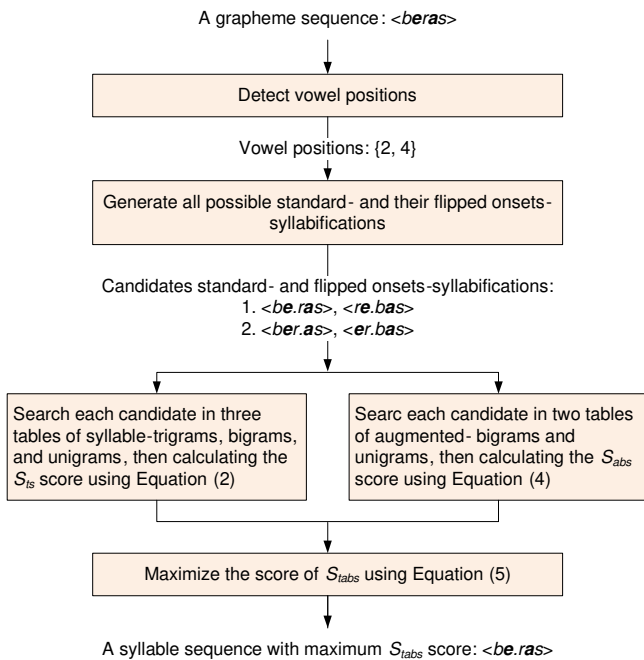 A grapheme sequence: <beras>
Detect vowel positions
Vowel positions: {2, 4}
Generate all possible standard- and their flipped onsets-
syllabifications
Candidates standard- and flipped onsets-syllabifications:
1. <be.ras>, <re.bas>
2. <ber.as>, <er.bas>
Search each candidate in three
tables of syllable-trigrams, bigrams,
and unigrams, then calculating the
Sts score using Equation (2)
Searc each candidate in two tables
of augmented- bigrams and
unigrams, then calculating the Sabs
score using Equation (4)
Maximize the score of Stabs using Equation (5)
A syllable sequence with maximum Stabs score: <be.ras>